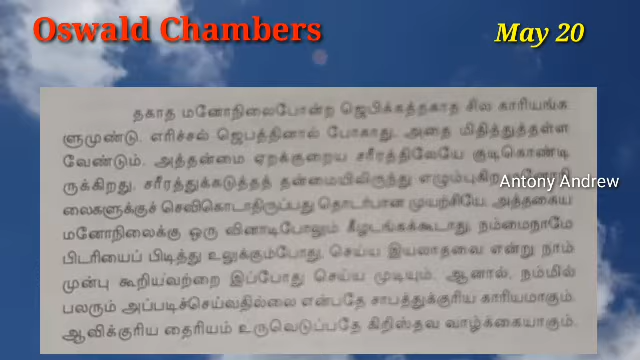 Oswald Chambers
May 20
தகாத மனோநிலைபோன்ற ஜெபிக்கத்தகாத சில காரியங்க
ளுமுண்டு. எரிச்சல் ஜெபத்தினால் போகாது. அதை மிதித்துத்தள்ள
வேண்டும். அத்தன்மை ஏறக்குறைய சரீரத்திலேயே குடிகொண்டி
ருக்கிறது. சரீரத்துக்கடுத்தத் தன்மையிலிருந்து எழும்புகிற
Antony Andrew
லைகளுக்குச் செவிகொடாதிருப்பது தொடர்பான முயற்சியே. அத்தகைய
மனோநிலைக்கு ஒரு வினாடிபோலும் கீழடங்கக்கூடாது. நம்மைநாமே
பிடரியைப் பிடித்து உலுக்கும்போது, செய்ய இயலாதவை என்று நாம்
முன்பு கூறியவற்றை இப்போது செய்ய முடியும். ஆனால், நம்மில்
பலரும் அப்படிச்செய்வதில்லை என்பதே சாபத்துக்குரிய காரியமாகும்.
ஆவிக்குரிய தைரியம் உருவெடுப்பதே கிறிஸ்தவ வாழ்க்கையாகும்.